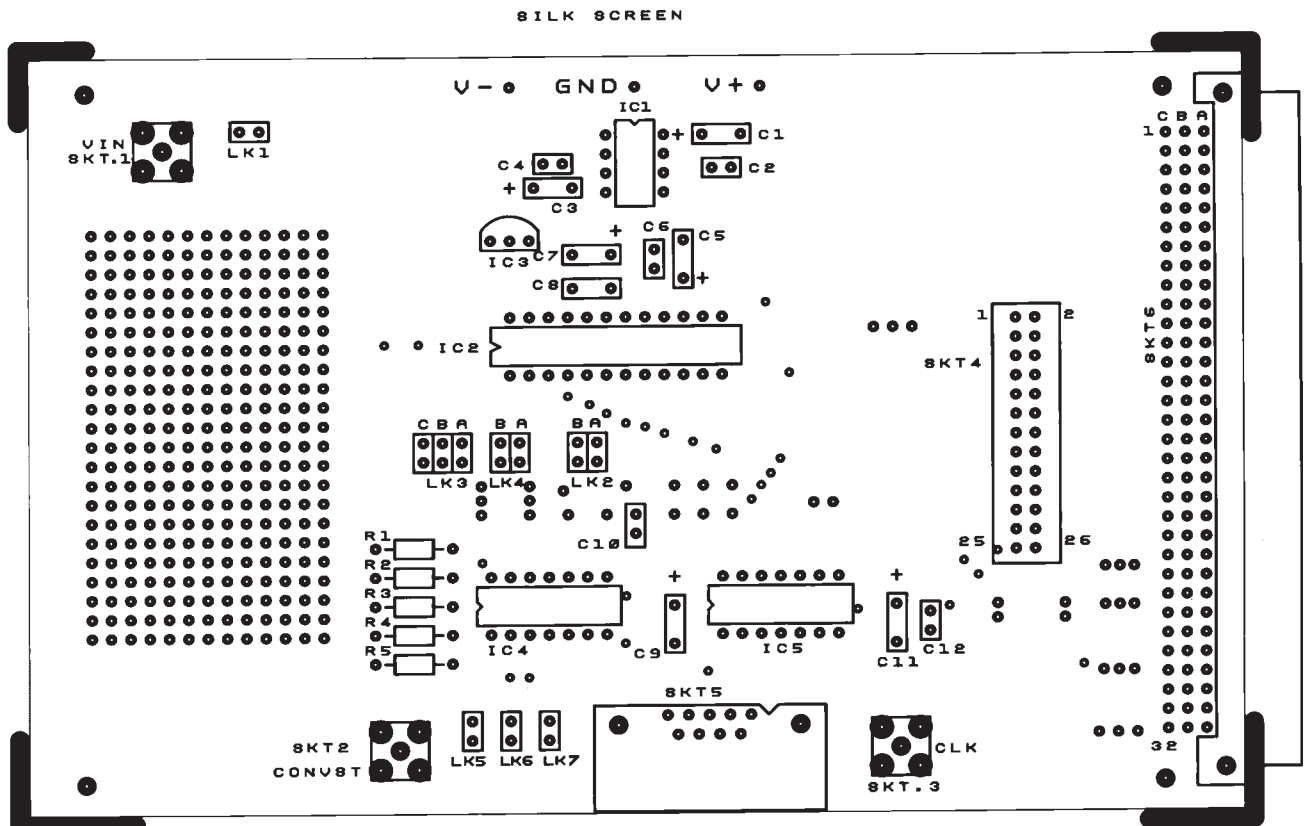 SILK SCREEN
V- GND V+
IC1
C1
C2
C4
C3
VIN
SKT.1
LK1
C B A
1
IC3
C7
C6
C5
C8
IC2
1 2
SKT4
SKT6
C B A
B A
B A
LK3
LK4
LK2
C10
25 26
R1
R2
R3
R4
R5
IC4
C9
IC5
C11
C12
SKT5
SKT2
CONVST
LK5 LK6 LK7
CLK
SKT.3
32
+
+
+
+
+
+